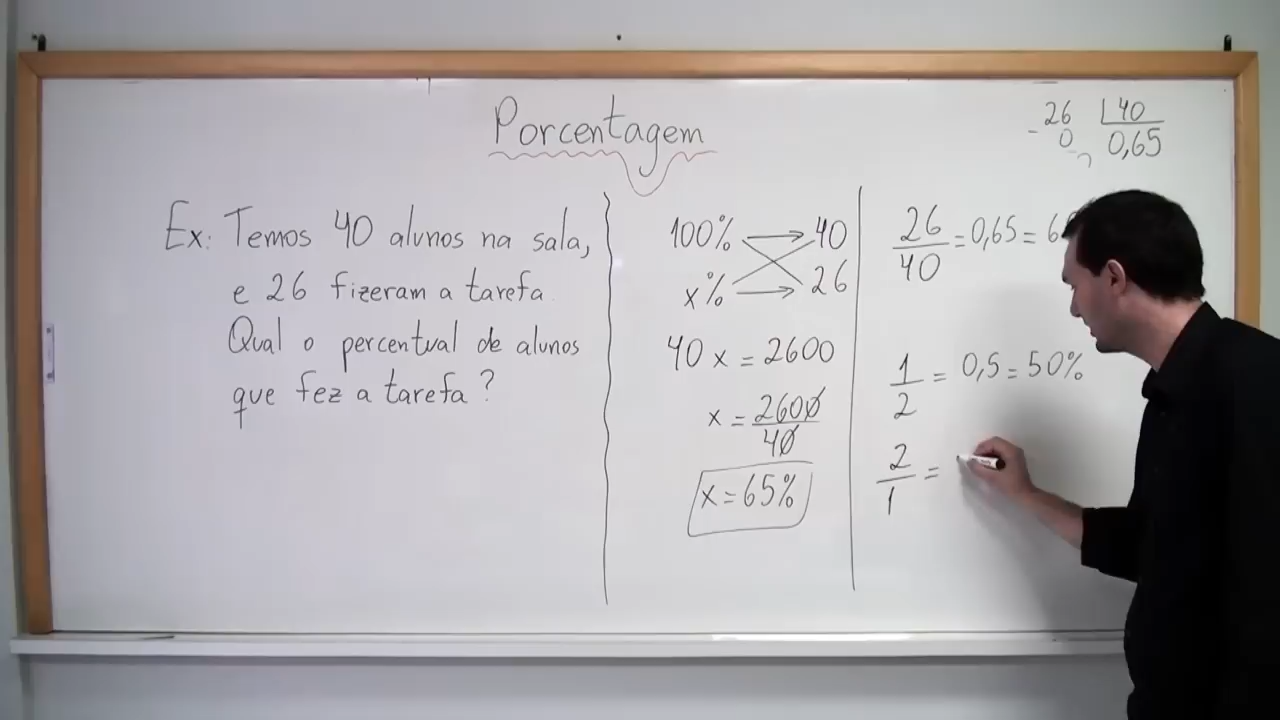 Porcentagem
Ex: Temos 40 alunos na sala,
e 26 fizeram a tarefa.
Qual o percentual de alunos
que fez a tarefa?
100% 40
x% 26
40x = 2600
x = 2600/40
x = 65%
26 40
- 0 0,65
26/40 = 0,65 =
1/2 = 0,5 = 50%
2/1 =